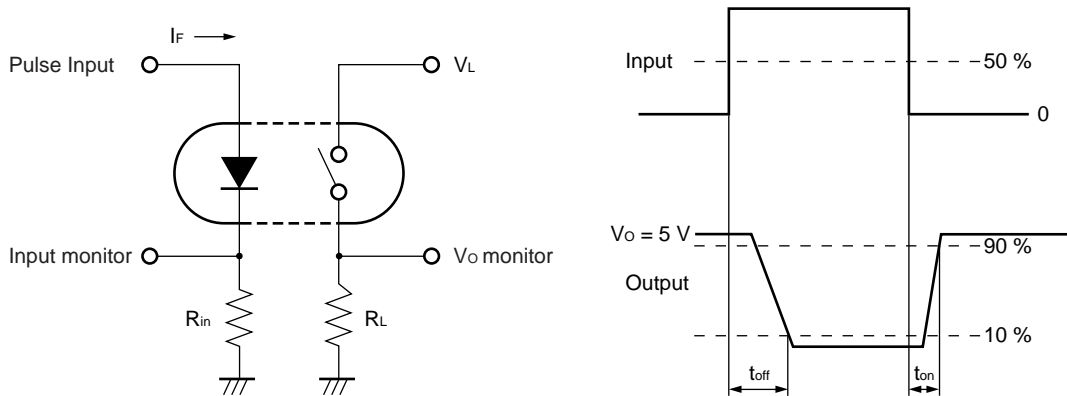 IF
Pulse Input
VL
Input monitor
VO monitor
Rin
RL
Input
50 %
0
VO = 5 V
90 %
Output
10 %
toff
ton